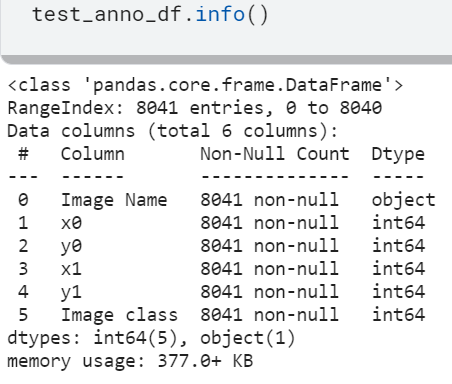 test_anno_df.info()
<class 'pandas.core.frame.DataFrame'>
RangeIndex: 8041 entries, 0 to 8040
Data columns (total 6 columns):
 #   Column       Non-Null Count  Dtype
---  ------       --------------  -----
 0   Image Name   8041 non-null   object
 1   x0           8041 non-null   int64
 2   y0           8041 non-null   int64
 3   x1           8041 non-null   int64
 4   y1           8041 non-null   int64
 5   Image class  8041 non-null   int64
dtypes: int64(5), object(1)
memory usage: 377.0+ KB